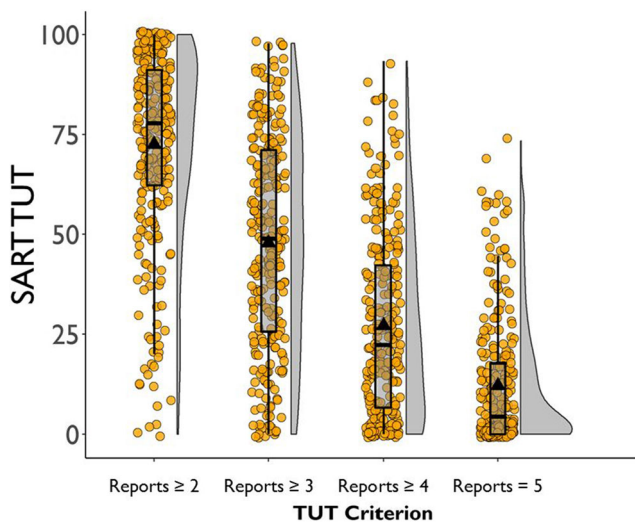 SART TUT
100
75
50
25
0
Reports ≥ 2 Reports ≥ 3 Reports ≥ 4 Reports = 5
TUT Criterion